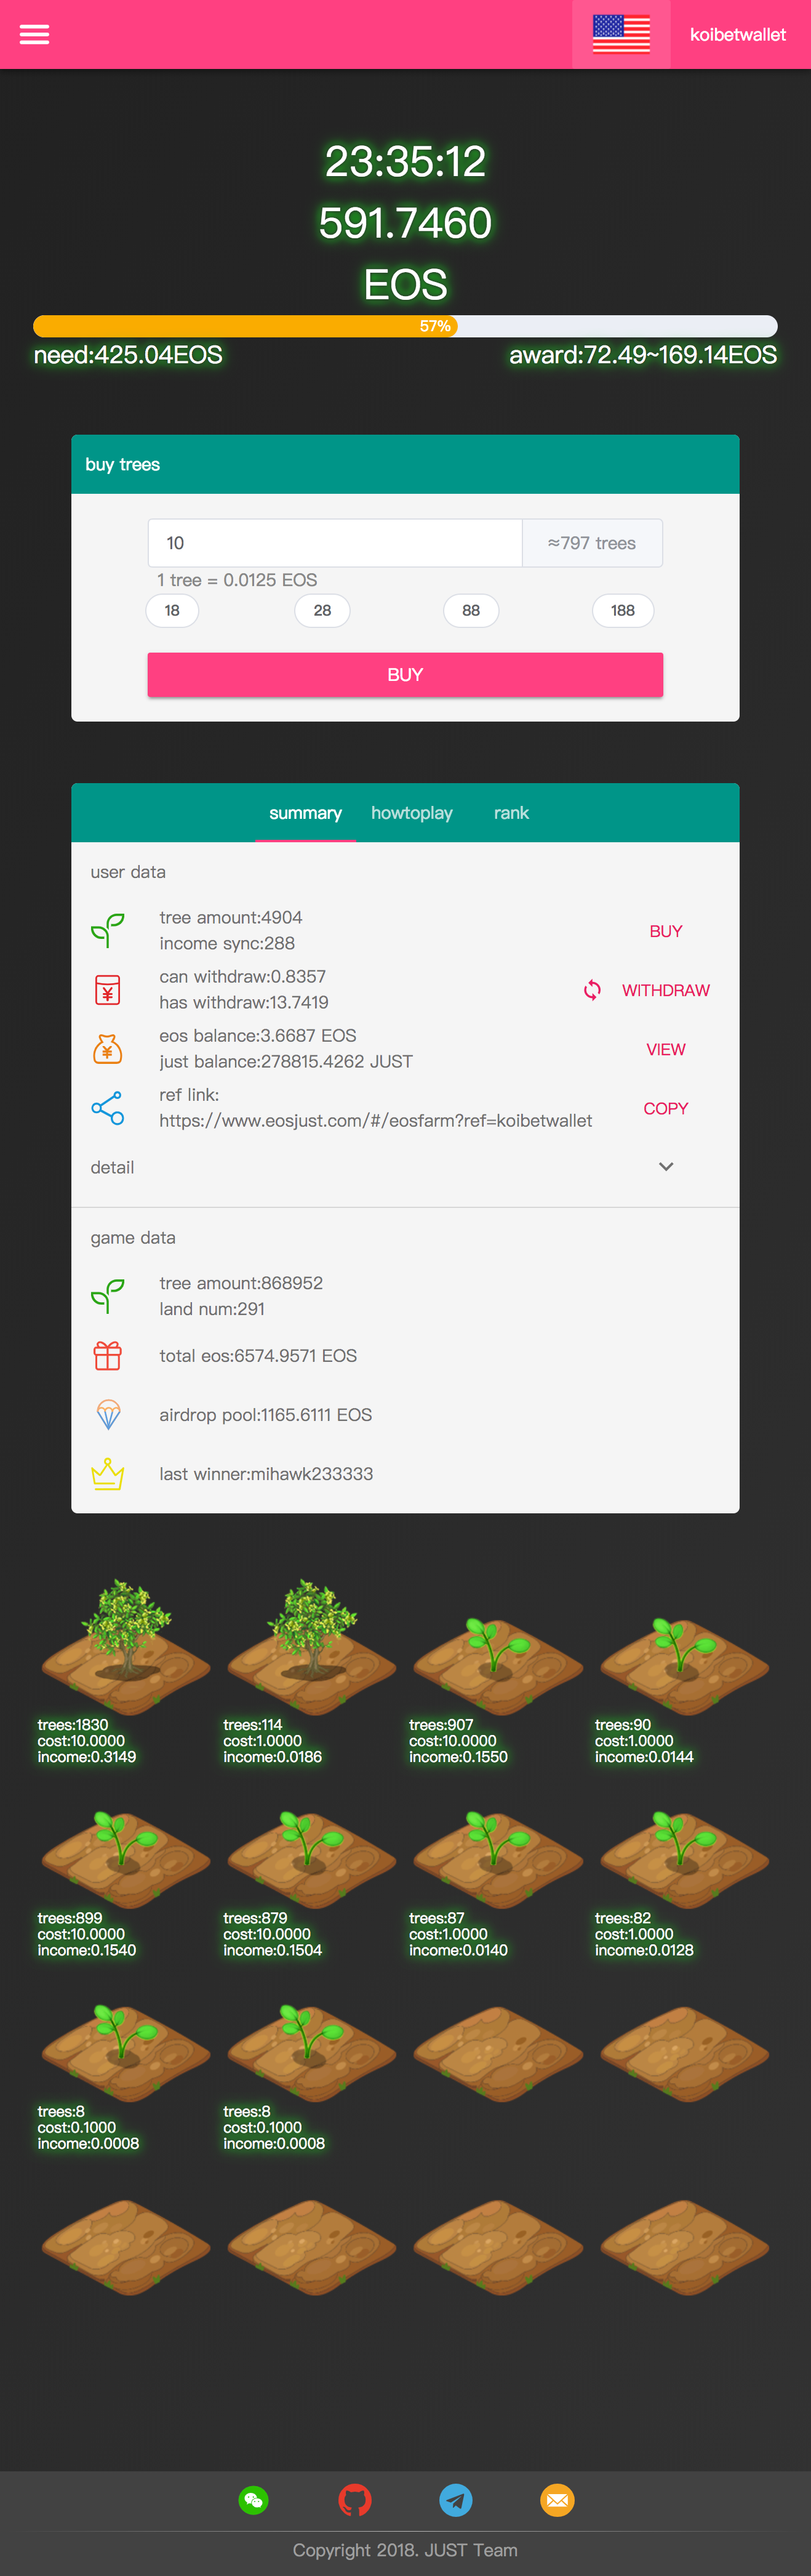 koibetwallet
23:35:12
591.7460
EOS
57%
need:425.04EOS award:72.49~169.14EOS
buy trees
10 ≈797 trees
1 tree = 0.0125 EOS
18 28 88 188
BUY
summary howtoplay rank
user data
tree amount:4904
income sync:288
BUY
can withdraw:0.8357
has withdraw:13.7419
WITHDRAW
eos balance:3.6687 EOS
just balance:278815.4262 JUST
VIEW
ref link:
https://www.eosjust.com/#/eosfarm?ref=koibetwallet
COPY
detail
game data
tree amount:868952
land num:291
total eos:6574.9571 EOS
airdrop pool:1165.6111 EOS
last winner:mihawk233333
trees:1830 trees:114 trees:907 trees:90
cost:10.0000 cost:1.0000 cost:10.0000 cost:1.0000
income:0.3149 income:0.0186 income:0.1550 income:0.0144
trees:899 trees:879 trees:87 trees:82
cost:10.0000 cost:10.0000 cost:1.0000 cost:1.0000
income:0.1540 income:0.1504 income:0.0140 income:0.0128
trees:8 trees:8
cost:0.1000 cost:0.1000
income:0.0008 income:0.0008
Copyright 2018. JUST Team